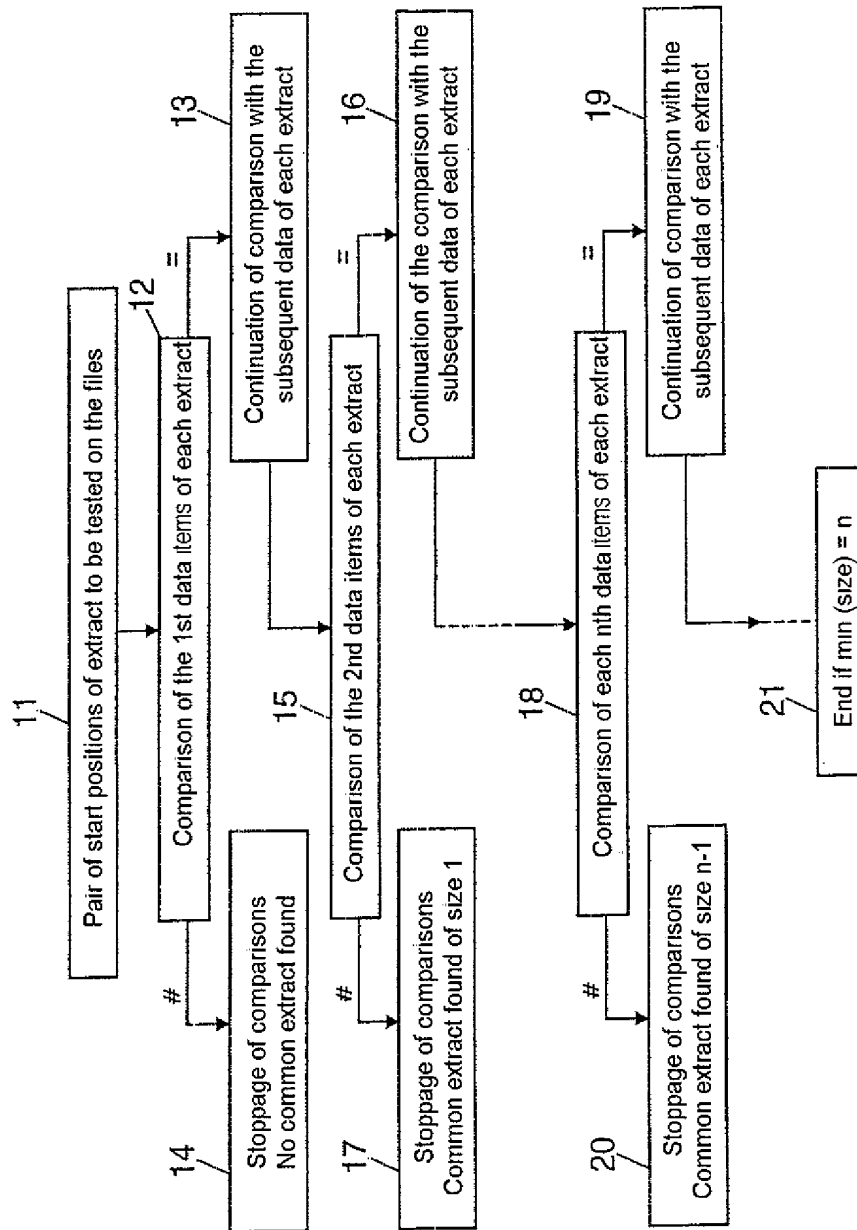 11
Pair of start positions of extract to be tested on the files
12
Comparison of the 1st data items of each extract
#
=
14
Stoppage of comparisons
No common extract found
13
Continuation of comparison with the
subsequent data of each extract
15
Comparison of the 2nd data items of each extract
#
=
17
Stoppage of comparisons
Common extract found of size 1
16
Continuation of the comparison with the
subsequent data of each extract
18
Comparison of each nth data items of each extract
#
=
20
Stoppage of comparisons
Common extract found of size n-1
19
Continuation of comparison with the
subsequent data of each extract
21
End if min (size) = n